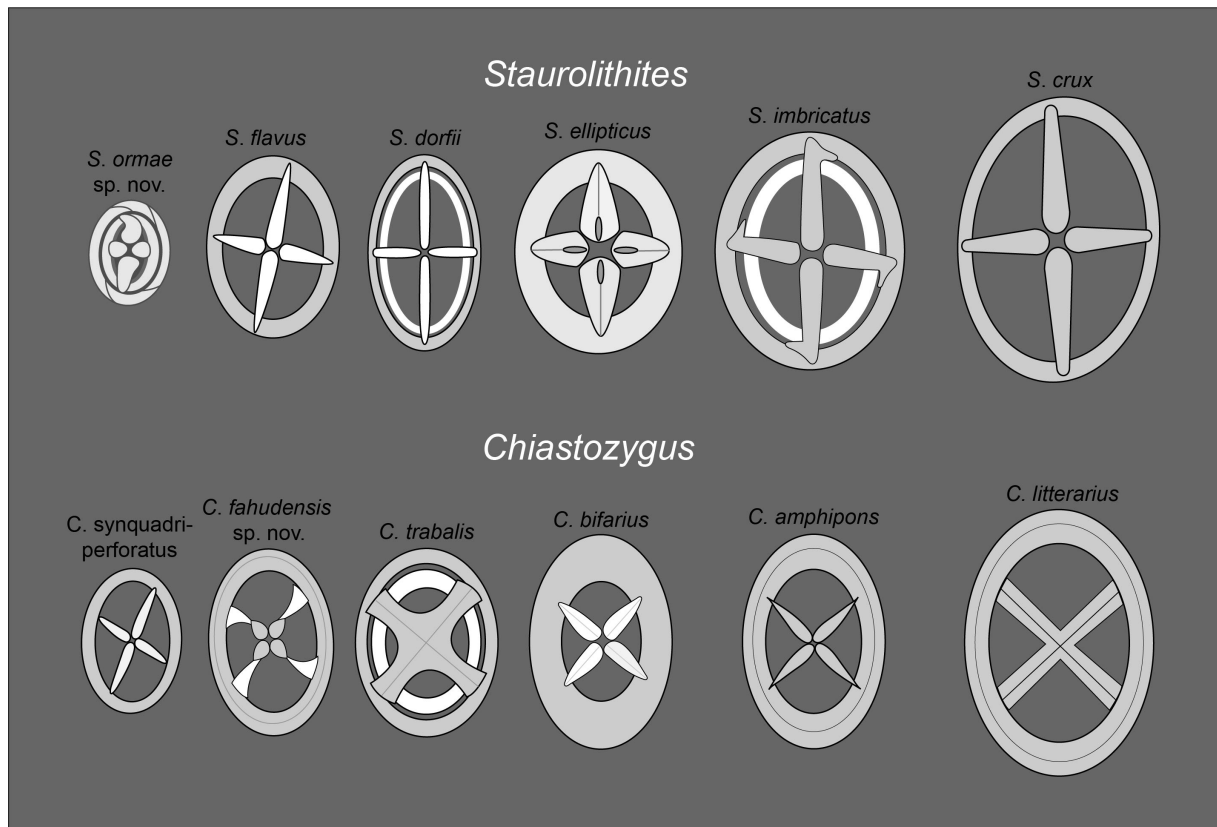 Staurolithites
S. ormae
sp. nov.
S. flavus
S. dorfii
S. ellipticus
S. imbricatus
S. crux
Chiastozygus
C. synquadri-
perforatus
C. fahudensis
sp. nov.
C. trabalis
C. bifarius
C. amphipons
C. litterarius